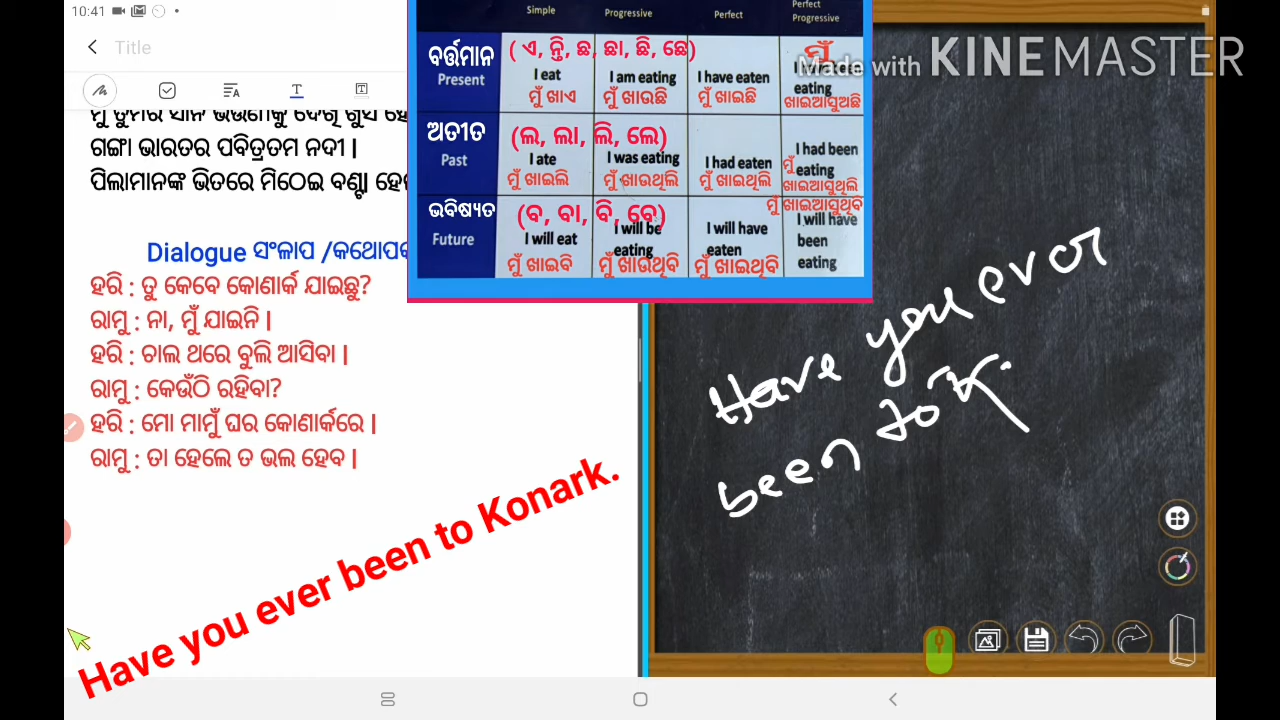 10:41
Title
ଗଙ୍ଗା ଭାରତର ପବିତ୍ରତମ ନଦୀ |
ପିଲାମାନଙ୍କ ଭିତରେ ମିଠେଇ ବଣ୍ଟା
Dialogue ସଂଳାପ /
ହରି : ତୁ କେବେ କୋଣାର୍କ ଯାଇଛୁ?
ରାମୁ : ନା, ମୁଁ ଯାଇନି |
ହରି : ଚାଲ ଥରେ ବୁଲି ଆସିବା |
ରାମୁ : କେଉଁଠି ରହିବା?
ହରି : ମୋ ମାମୁଁ ଘର କୋଣାର୍କରେ |
ରାମୁ : ତା ହେଲେ ତ ଭଲ ହେବ |
Have you ever been to Konark.
Simple Progressive Perfect Perfect Progressive
ବର୍ତ୍ତମାନ (ଏ, ନ୍ତି, ଛ, ଛା, ଛି, ଛେ) ମୁଁ
Present I eat I am eating I have eaten eating
ମୁଁ ଖାଏ ମୁଁ ଖାଉଛି ମୁଁ ଖାଇଛି ଖାଇଆସୁଅଛି
ଅତୀତ (ଲ, ଲା, ଲି, ଲେ)
Past I ate I was eating I had eaten I had been eating
ମୁଁ ଖାଇଲି ମୁଁ ଖାଉଥିଲି ମୁଁ ଖାଇଥିଲି ମୁଁ ଖାଇଆସୁଥିଲି
ମୁଁ ଖାଇଆସୁଥିବି
ଭବିଷ୍ୟତ (ବ, ବା, ବି, ବେ)
Future I will eat I will be eating I will have eaten I will have been eating
ମୁଁ ଖାଇବି ମୁଁ ଖାଉଥିବି ମୁଁ ଖାଇଥିବି
Made with KINEMASTER
Have you ever
been to K